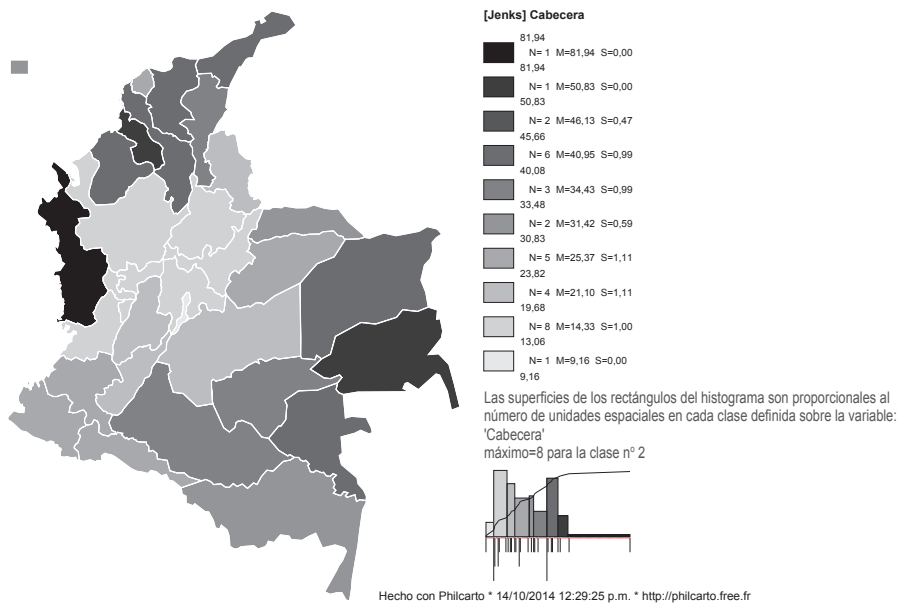 [Jenks] Cabecera
81,94
N= 1 M=81,94 S=0,00
81,94
N= 1 M=50,83 S=0,00
50,83
N= 2 M=46,13 S=0,47
45,66
N= 6 M=40,95 S=0,99
40,08
N= 3 M=34,43 S=0,99
33,48
N= 2 M=31,42 S=0,59
30,83
N= 5 M=25,37 S=1,11
23,82
N= 4 M=21,10 S=1,11
19,68
N= 8 M=14,33 S=1,00
13,06
N= 1 M=9,16 S=0,00
9,16
Las superficies de los rectángulos del histograma son proporcionales al
número de unidades espaciales en cada clase definida sobre la variable:
'Cabecera'
máximo=8 para la clase nº 2
Hecho con Philcarto * 14/10/2014 12:29:25 p.m. * http://philcarto.free.fr